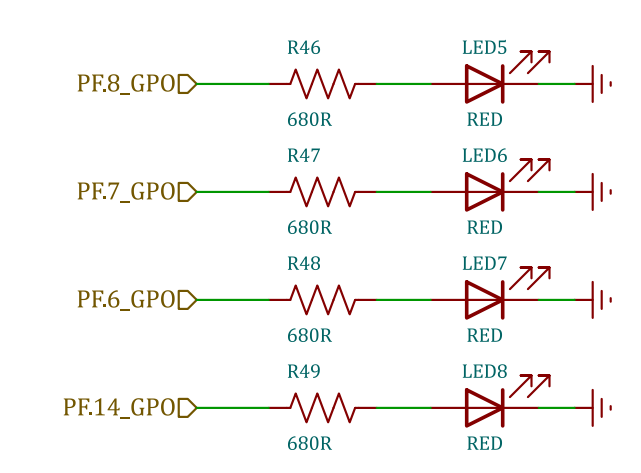 R46 LED5
PF.8_GPO
680R RED
R47 LED6
PF.7_GPO
680R RED
R48 LED7
PF.6_GPO
680R RED
R49 LED8
PF.14_GPO
680R RED